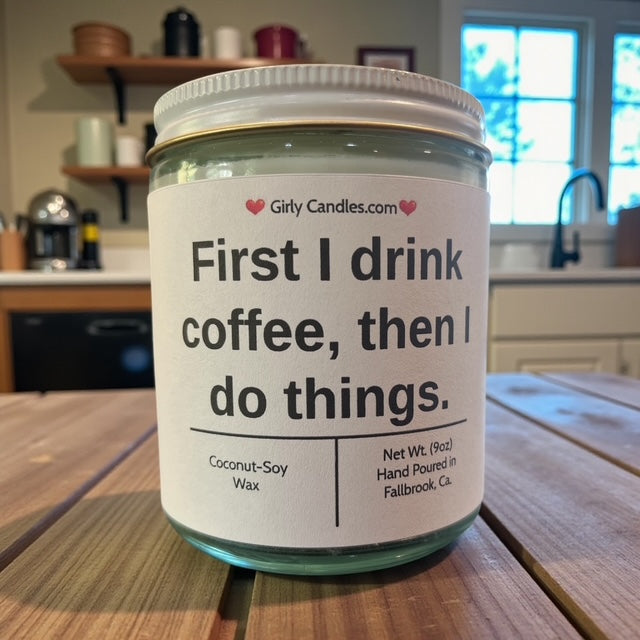 Girly Candles.com
First I drink
coffee, then I
do things.
Coconut-Soy
Wax
Net Wt. (9oz)
Hand Poured in
Fallbrook, Ca.